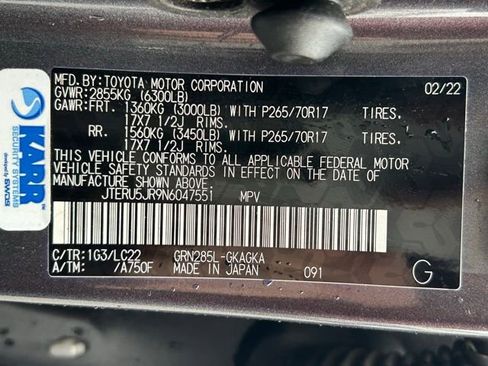 MFD.BY:TOYOTA MOTOR CORPORATION 02/22
GVWR:2855KG (6300LB)
GAWR:FRT. 1360KG (3000LB) WITH P265/70R17 TIRES.
17X7 1/2J RIMS.
RR. 1560KG (3450LB) WITH P265/70R17 TIRES.
17X7 1/2J RIMS.
THIS VEHICLE CONFORMS TO ALL APPLICABLE FEDERAL MOTOR
VEHICLE SAFETY STANDARDS IN EFFECT ON THE DATE OF
MANUFACTURE SHOWN ABOVE.
JTERU5JR9N6047551 MPV
C/TR:1G3/LC22 GRN285L-GKAGKA
A/TM: /A750F MADE IN JAPAN 091 G
KARR
SECURITY SYSTEMS
SWDS